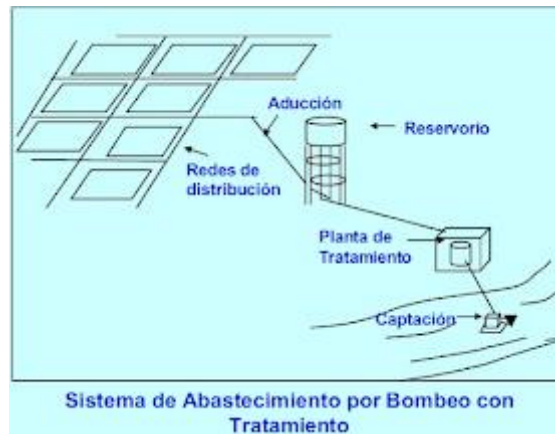 Aducción
Reservorio
Redes de
distribución
Planta de
Tratamiento
Captación
Sistema de Abastecimiento por Bombeo con
Tratamiento